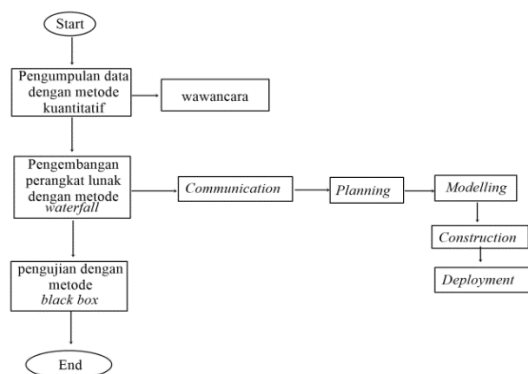 Start
Pengumpulan data
dengan metode
kuantitatif
wawancara
Pengembangan
perangkat lunak
dengan metode
waterfall
Communication
Planning
Modelling
Construction
Deployment
pengujian dengan
metode
black box
End